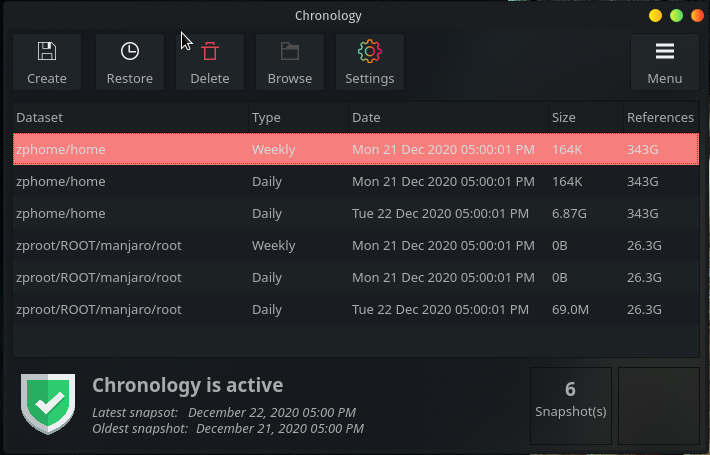 Chronology
Create Restore Delete Browse Settings Menu
Dataset Type Date Size References
zphome/home Weekly Mon 21 Dec 2020 05:00:01 PM 164K 343G
zphome/home Daily Mon 21 Dec 2020 05:00:01 PM 164K 343G
zphome/home Daily Tue 22 Dec 2020 05:00:01 PM 6.87G 343G
zproot/ROOT/manjaro/root Weekly Mon 21 Dec 2020 05:00:01 PM 0B 26.3G
zproot/ROOT/manjaro/root Daily Mon 21 Dec 2020 05:00:01 PM 0B 26.3G
zproot/ROOT/manjaro/root Daily Tue 22 Dec 2020 05:00:01 PM 69.0M 26.3G
Chronology is active
Latest snapsot: December 22, 2020 05:00 PM
Oldest snapshot: December 21, 2020 05:00 PM
6
Snapshot(s)